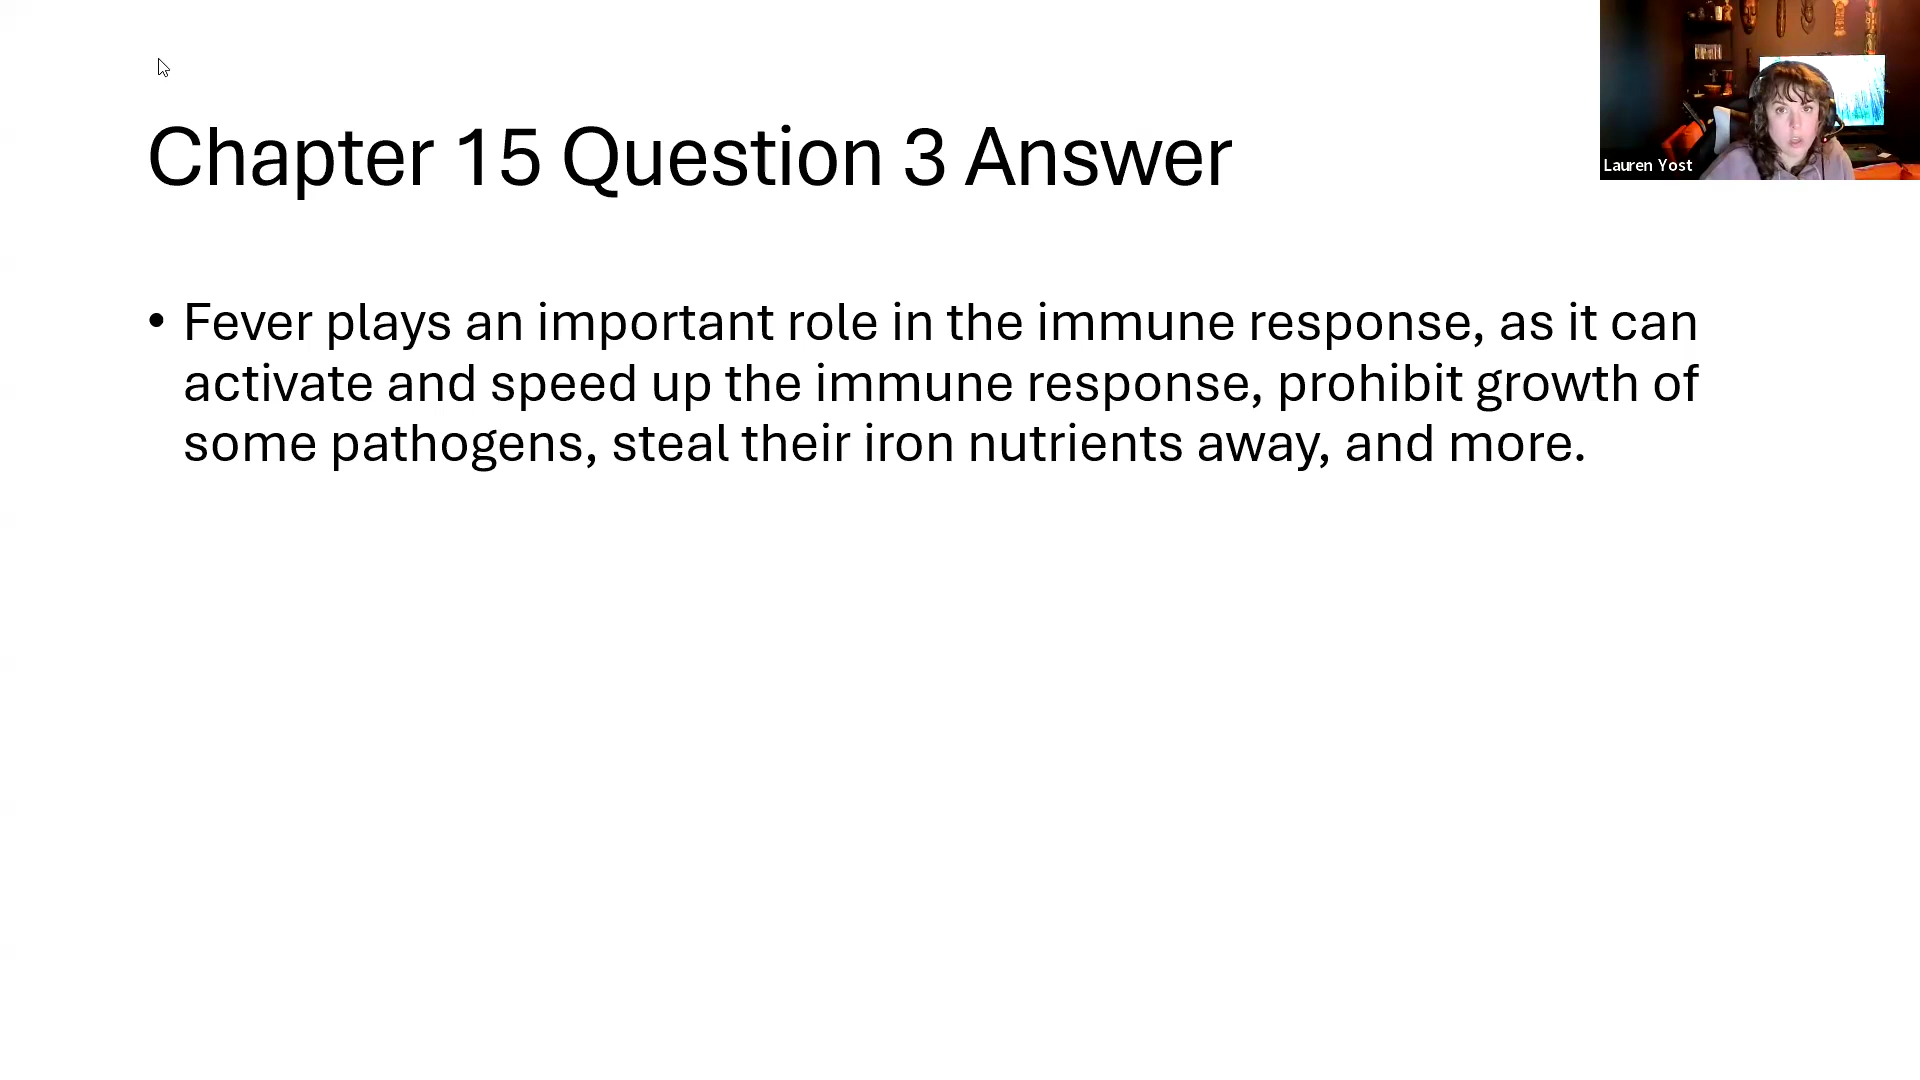 Chapter 15 Question 3 Answer
Lauren Yost
• Fever plays an important role in the immune response, as it can
activate and speed up the immune response, prohibit growth of
some pathogens, steal their iron nutrients away, and more.